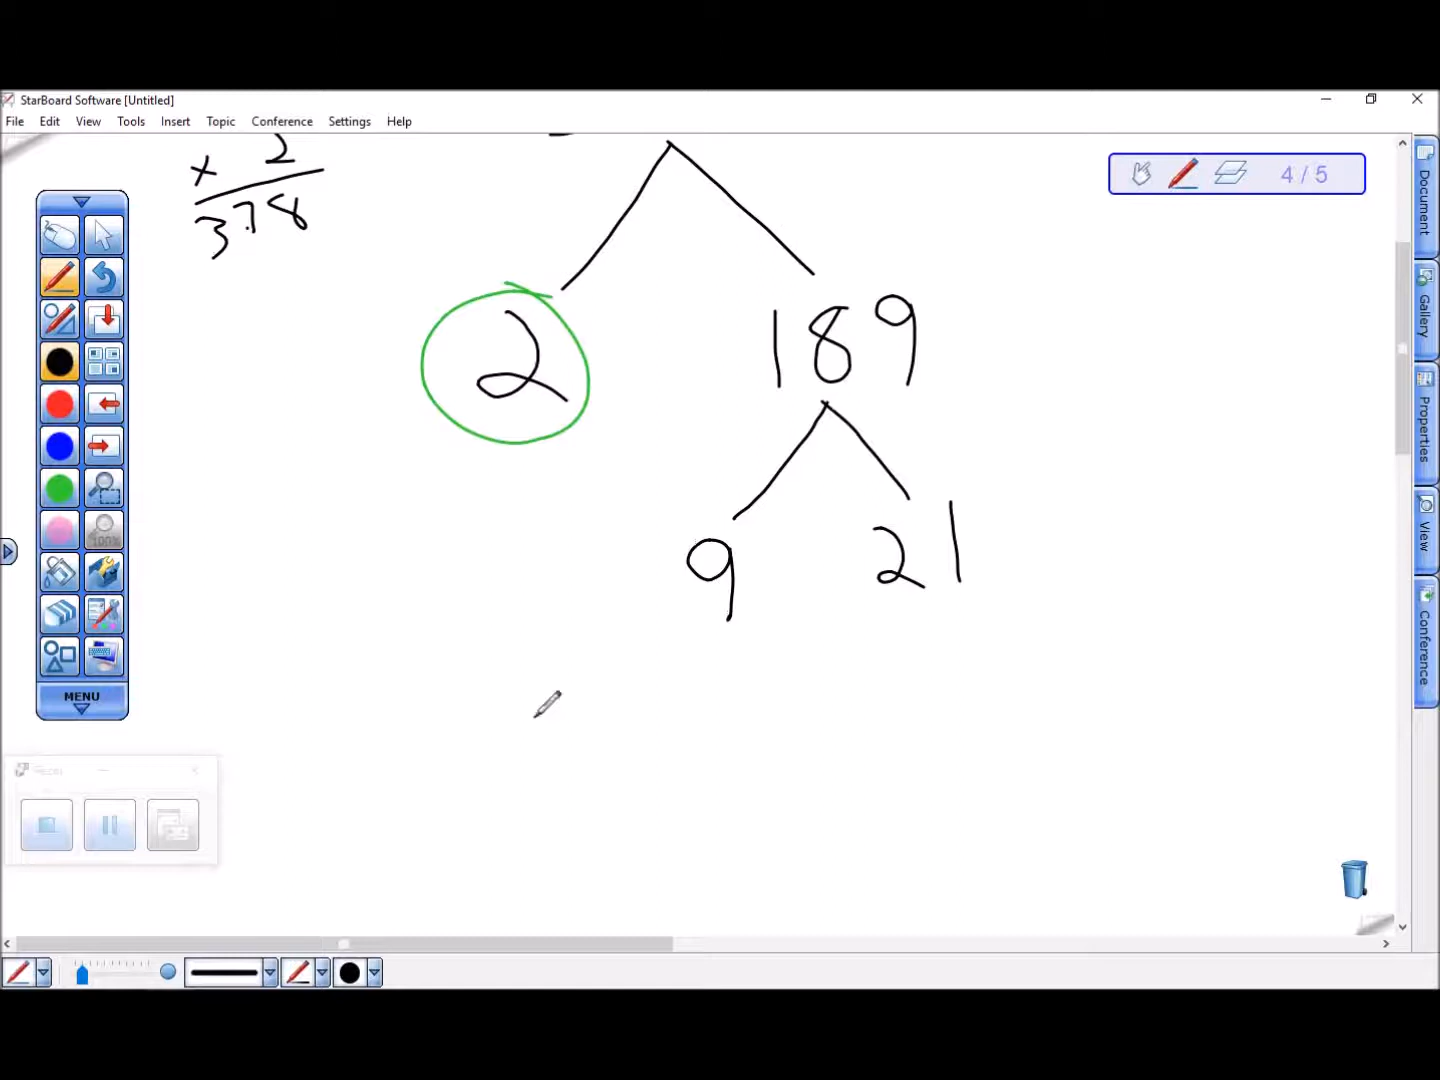 StarBoard Software [Untitled]
File Edit View Tools Insert Topic Conference Settings Help
× 2
378
4 / 5
2 189
9 21
100%
MENU
Document
Gallery
Properties
View
Conference